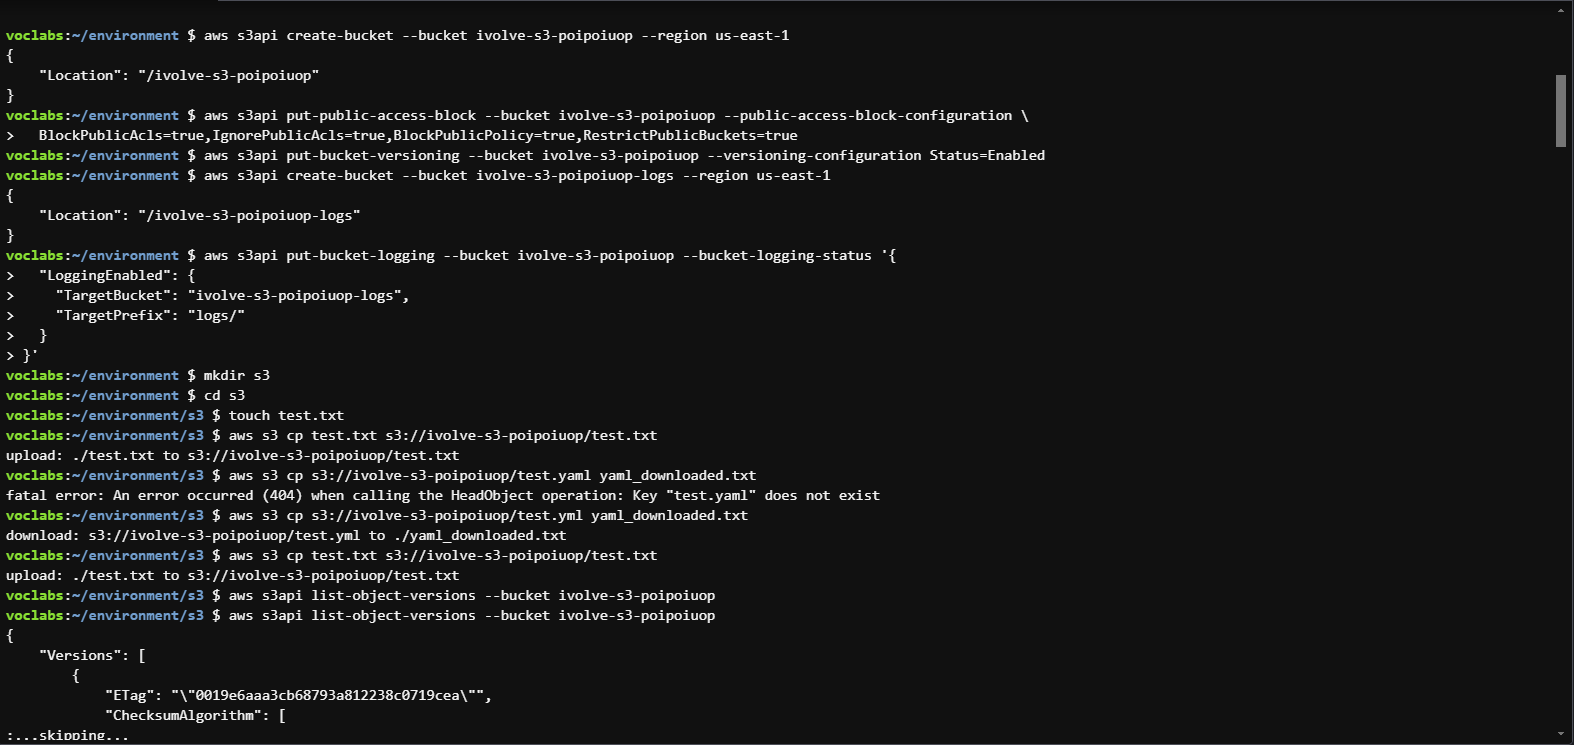 voclabs:~/environment $ aws s3api create-bucket --bucket ivolve-s3-poipoiuop --region us-east-1
{
    "Location": "/ivolve-s3-poipoiuop"
}
voclabs:~/environment $ aws s3api put-public-access-block --bucket ivolve-s3-poipoiuop --public-access-block-configuration \
>   BlockPublicAcls=true,IgnorePublicAcls=true,BlockPublicPolicy=true,RestrictPublicBuckets=true
voclabs:~/environment $ aws s3api put-bucket-versioning --bucket ivolve-s3-poipoiuop --versioning-configuration Status=Enabled
voclabs:~/environment $ aws s3api create-bucket --bucket ivolve-s3-poipoiuop-logs --region us-east-1
{
    "Location": "/ivolve-s3-poipoiuop-logs"
}
voclabs:~/environment $ aws s3api put-bucket-logging --bucket ivolve-s3-poipoiuop --bucket-logging-status '{
>   "LoggingEnabled": {
>     "TargetBucket": "ivolve-s3-poipoiuop-logs",
>     "TargetPrefix": "logs/"
>   }
> }'
voclabs:~/environment $ mkdir s3
voclabs:~/environment $ cd s3
voclabs:~/environment/s3 $ touch test.txt
voclabs:~/environment/s3 $ aws s3 cp test.txt s3://ivolve-s3-poipoiuop/test.txt
upload: ./test.txt to s3://ivolve-s3-poipoiuop/test.txt
voclabs:~/environment/s3 $ aws s3 cp s3://ivolve-s3-poipoiuop/test.yaml yaml_downloaded.txt
fatal error: An error occurred (404) when calling the HeadObject operation: Key "test.yaml" does not exist
voclabs:~/environment/s3 $ aws s3 cp s3://ivolve-s3-poipoiuop/test.yml yaml_downloaded.txt
download: s3://ivolve-s3-poipoiuop/test.yml to ./yaml_downloaded.txt
voclabs:~/environment/s3 $ aws s3 cp test.txt s3://ivolve-s3-poipoiuop/test.txt
upload: ./test.txt to s3://ivolve-s3-poipoiuop/test.txt
voclabs:~/environment/s3 $ aws s3api list-object-versions --bucket ivolve-s3-poipoiuop
voclabs:~/environment/s3 $ aws s3api list-object-versions --bucket ivolve-s3-poipoiuop
{
    "Versions": [
        {
            "ETag": "\"0019e6aaa3cb68793a812238c0719cea\"",
            "ChecksumAlgorithm": [
:...skipping...